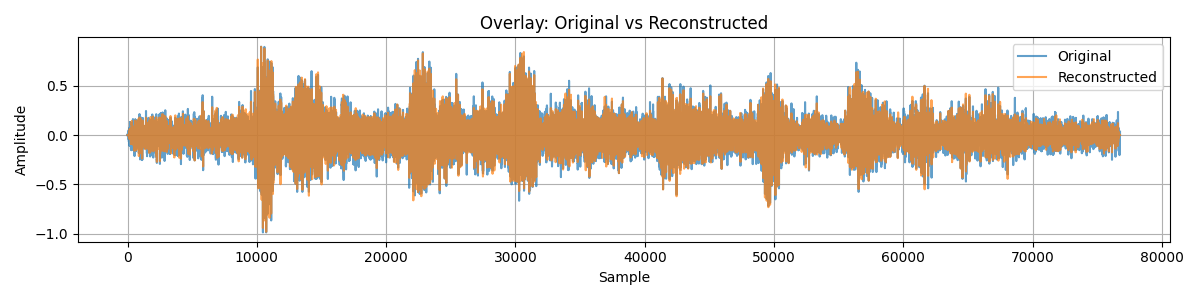 Overlay: Original vs Reconstructed
Original
Reconstructed
Amplitude
0.5
0.0
−0.5
−1.0
0 10000 20000 30000 40000 50000 60000 70000 80000
Sample